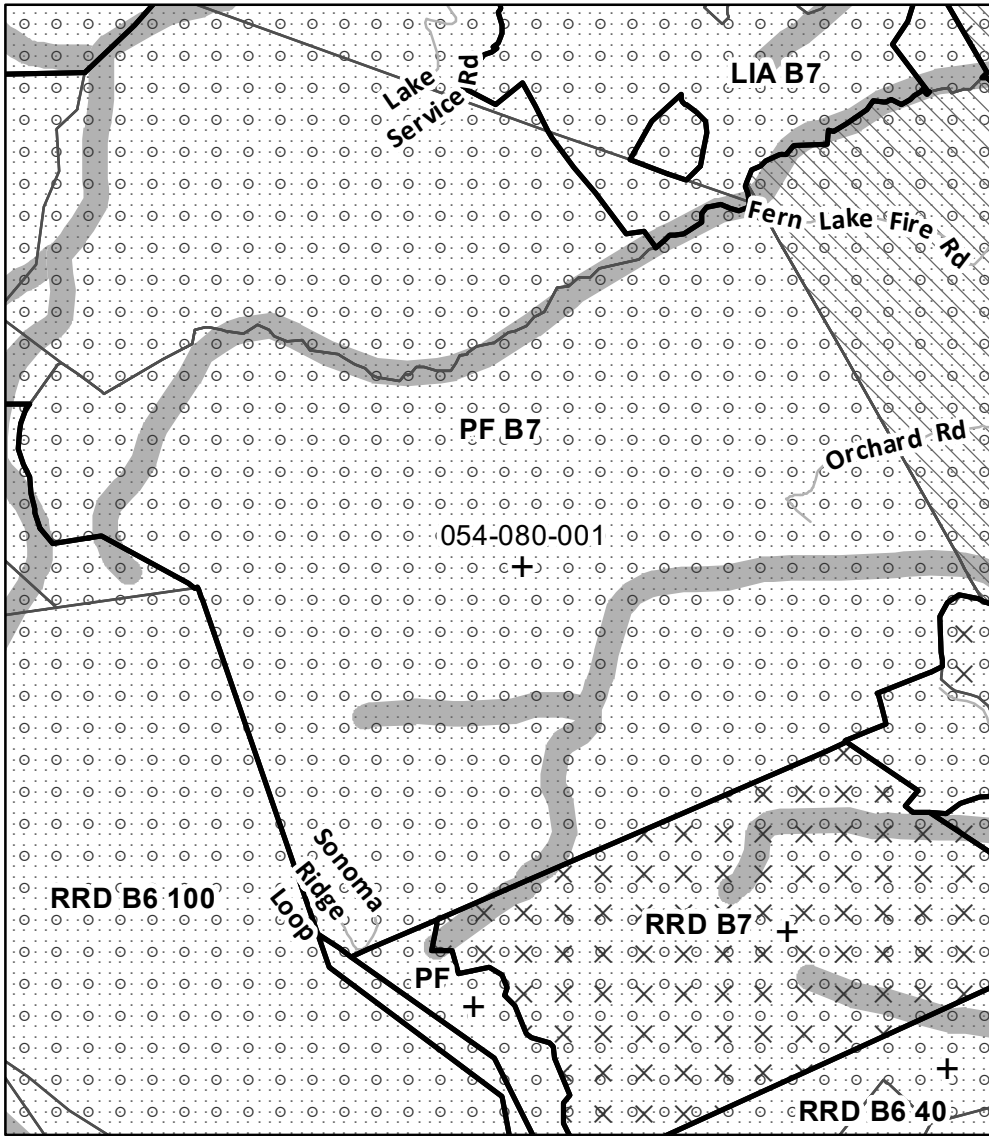 LIA B7
Lake
Service Rd
Fern Lake Fire Rd
PF B7
Orchard Rd
054-080-001
Sonoma
Ridge
Loop
RRD B6 100
RRD B7
PF
RRD B6 40